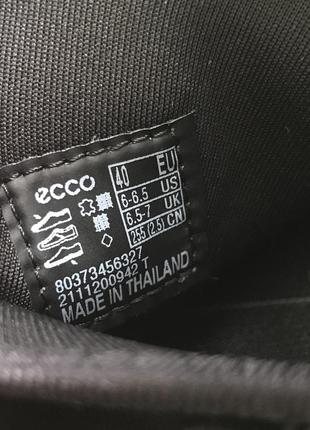 ecco
40 EU
6-6.5 US
6.5-7 UK
255 (2.5) CN
80373456327
2111200942 T
MADE IN THAILAND